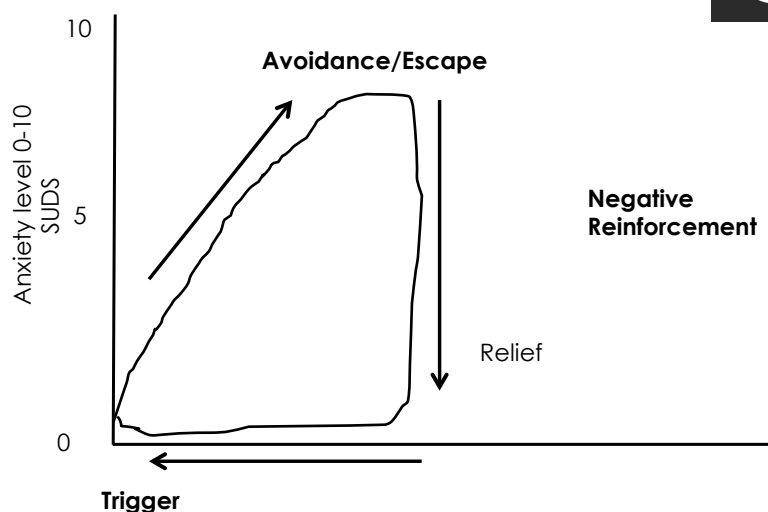 10
Avoidance/Escape
Anxiety level 0-10
SUDS
5
Negative
Reinforcement
Relief
0
Trigger